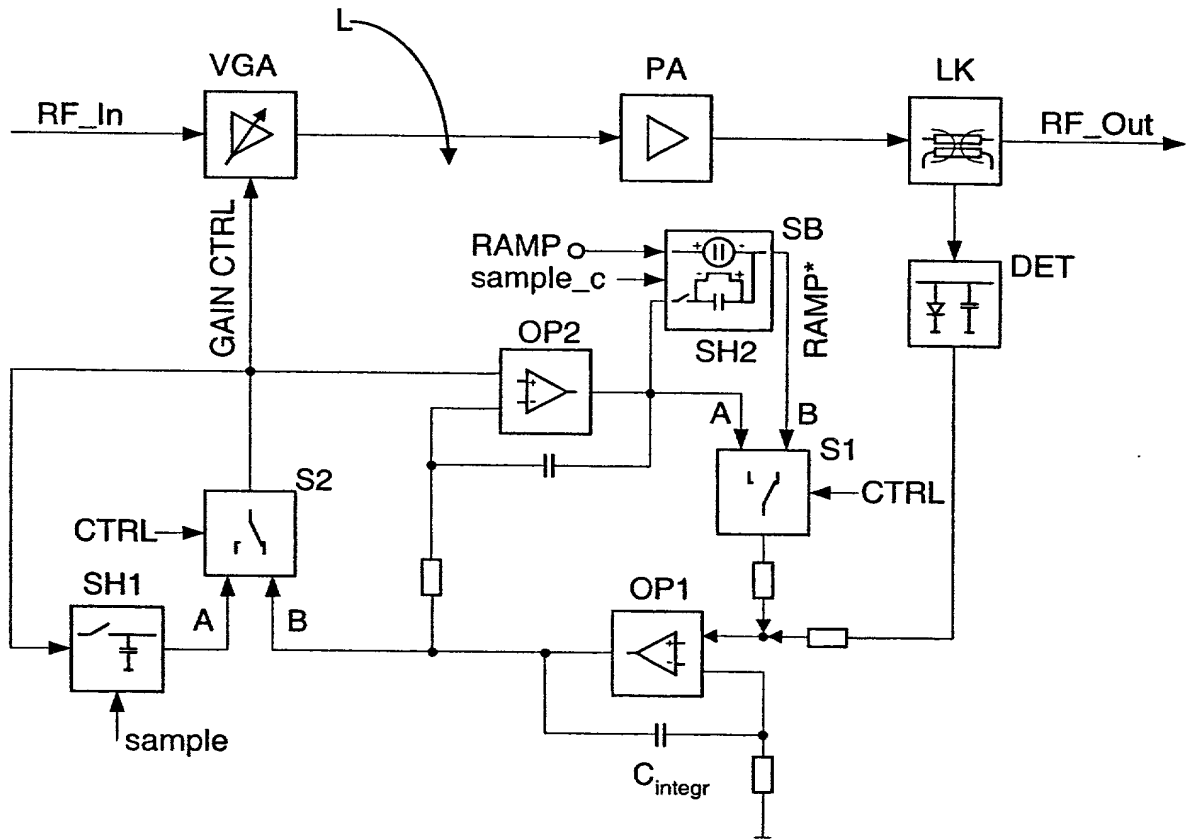 L
VGA
PA
LK
RF_In
RF_Out
GAIN CTRL
RAMP
sample_c
SB
RAMP*
DET
SH2
OP2
A
B
S1
CTRL
S2
CTRL
SH1
A
B
OP1
sample
Cintegr